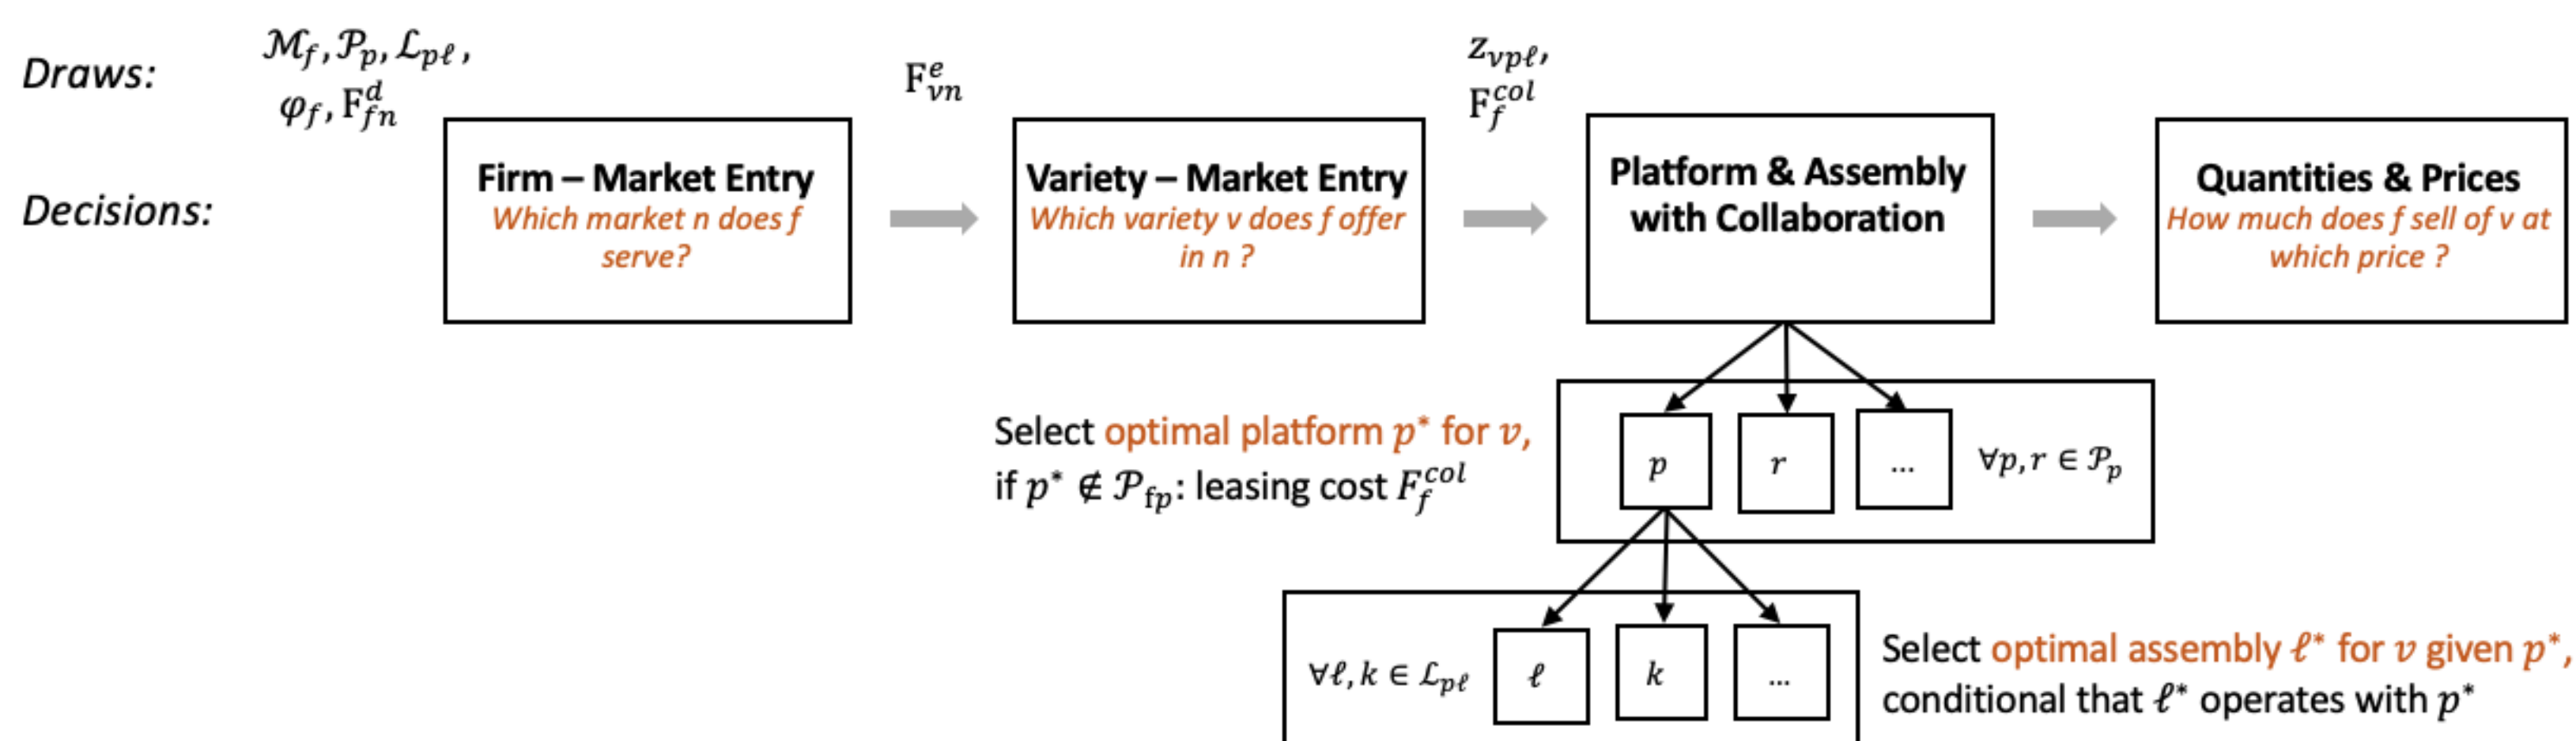 Draws:
ℳ_f, 𝒫_p, ℒ_pℓ,
φ_f, F^d_fn
F^e_vn
z_vpℓ,
F^col_f
Decisions:
Firm – Market Entry
Which market n does f
serve?
Variety – Market Entry
Which variety v does f offer
in n ?
Platform & Assembly
with Collaboration
Quantities & Prices
How much does f sell of v at
which price ?
Select optimal platform p* for v,
if p* ∉ 𝒫_fp: leasing cost F^col_f
p
r
...
∀p, r ∈ 𝒫_p
∀ℓ, k ∈ ℒ_pℓ
ℓ
k
...
Select optimal assembly ℓ* for v given p*,
conditional that ℓ* operates with p*